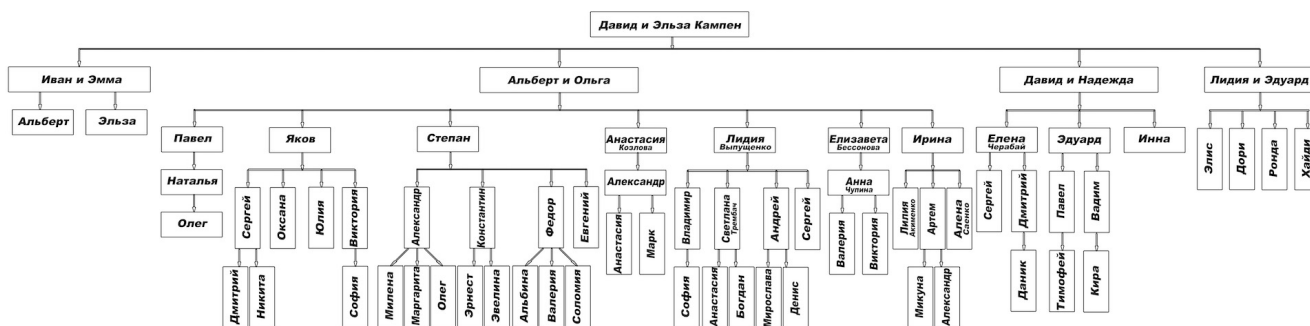 Давид и Эльза Кампен
Иван и Эмма
Альберт и Ольга
Давид и Надежда
Лидия и Эдуард
Альберт
Эльза
Павел
Яков
Степан
Анастасия
Козлова
Лидия
Выпущенко
Елизавета
Бессонова
Ирина
Елена
Черабай
Эдуард
Инна
Элис
Дори
Ронда
Хайди
Наталья
Сергей
Оксана
Юлия
Виктория
Александр
Константин
Федор
Евгений
Александр
Владимир
Светлана
Трембач
Андрей
Сергей
Анна
Чупина
Лилия
Акименко
Артем
Алена
Саенко
Сергей
Дмитрий
Павел
Вадим
Олег
Дмитрий
Никита
София
Милена
Маргарита
Олег
Эрнест
Эвелина
Альбина
Валерия
Соломия
Анастасия
Марк
София
Анастасия
Богдан
Мирослава
Денис
Валерия
Виктория
Микуна
Александр
Даник
Тимофей
Кира